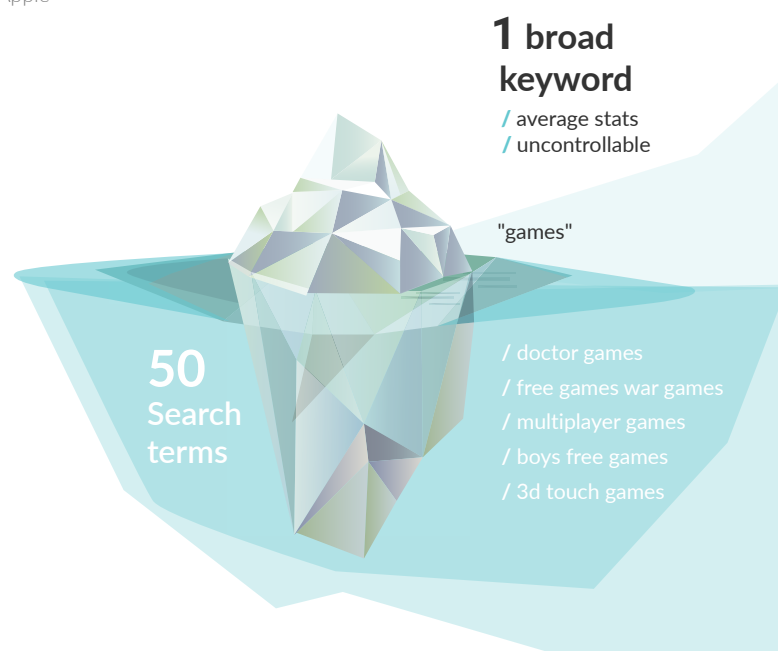 1 broad
keyword
/ average stats
/ uncontrollable
"games"
50
Search
terms
/ doctor games
/ free games war games
/ multiplayer games
/ boys free games
/ 3d touch games